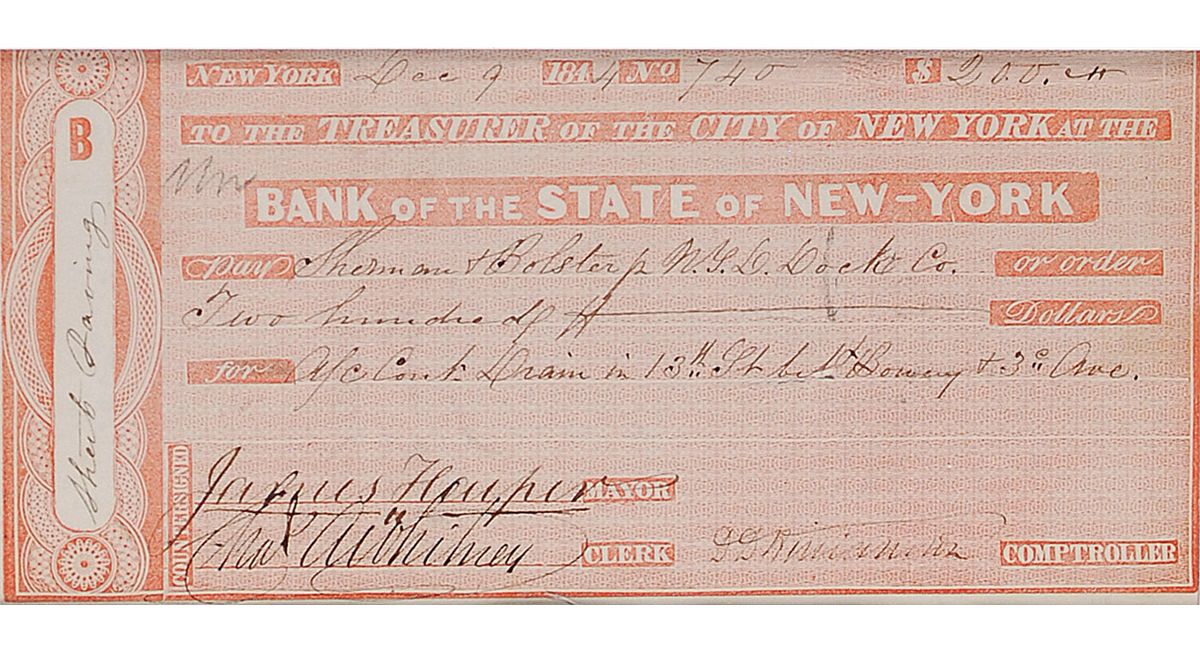 NEW YORK Dec 9 1844 No 740 $ 200.
TO THE TREASURER OF THE CITY OF NEW YORK AT THE
BANK OF THE STATE OF NEW-YORK
pay Sherman & Bolster p N.Y.D. Dock Co. or order
Two hundred Dollars
for A/c Cont. Drain in 13th. St. bet. Bowery & 3d Ave.
B
Street Paving
COUNTERSIGNED
James Harper MAYOR
Chas A Whitney CLERK
COMPTROLLER